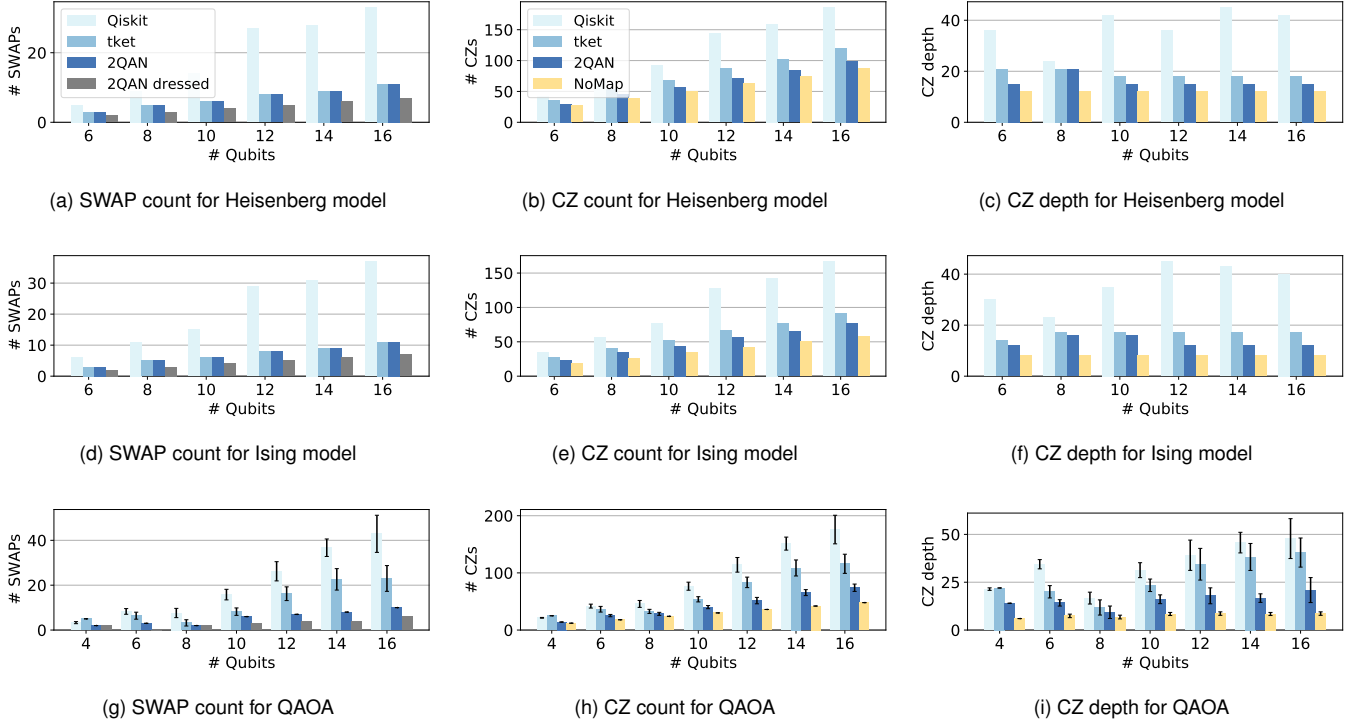 # SWAPs
20
0
Qiskit
tket
2QAN
2QAN dressed
6 8 10 12 14 16
# Qubits
(a) SWAP count for Heisenberg model
# CZs
150
100
50
0
Qiskit
tket
2QAN
NoMap
6 8 10 12 14 16
# Qubits
(b) CZ count for Heisenberg model
CZ depth
40
20
0
6 8 10 12 14 16
# Qubits
(c) CZ depth for Heisenberg model
# SWAPs
30
20
10
0
6 8 10 12 14 16
# Qubits
(d) SWAP count for Ising model
# CZs
150
100
50
0
6 8 10 12 14 16
# Qubits
(e) CZ count for Ising model
CZ depth
40
20
0
6 8 10 12 14 16
# Qubits
(f) CZ depth for Ising model
# SWAPs
40
20
0
4 6 8 10 12 14 16
# Qubits
(g) SWAP count for QAOA
# CZs
200
100
0
4 6 8 10 12 14 16
# Qubits
(h) CZ count for QAOA
CZ depth
50
25
0
4 6 8 10 12 14 16
# Qubits
(i) CZ depth for QAOA